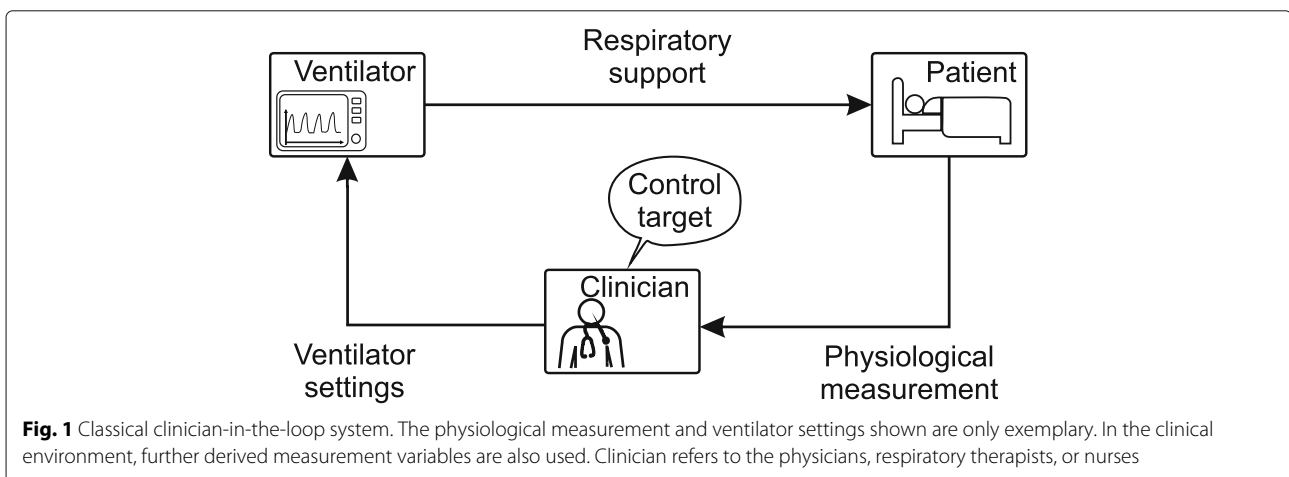 Respiratory
support
Ventilator
Patient
Control
target
Clinician
Ventilator
settings
Physiological
measurement
Fig. 1 Classical clinician-in-the-loop system. The physiological measurement and ventilator settings shown are only exemplary. In the clinical
environment, further derived measurement variables are also used. Clinician refers to the physicians, respiratory therapists, or nurses